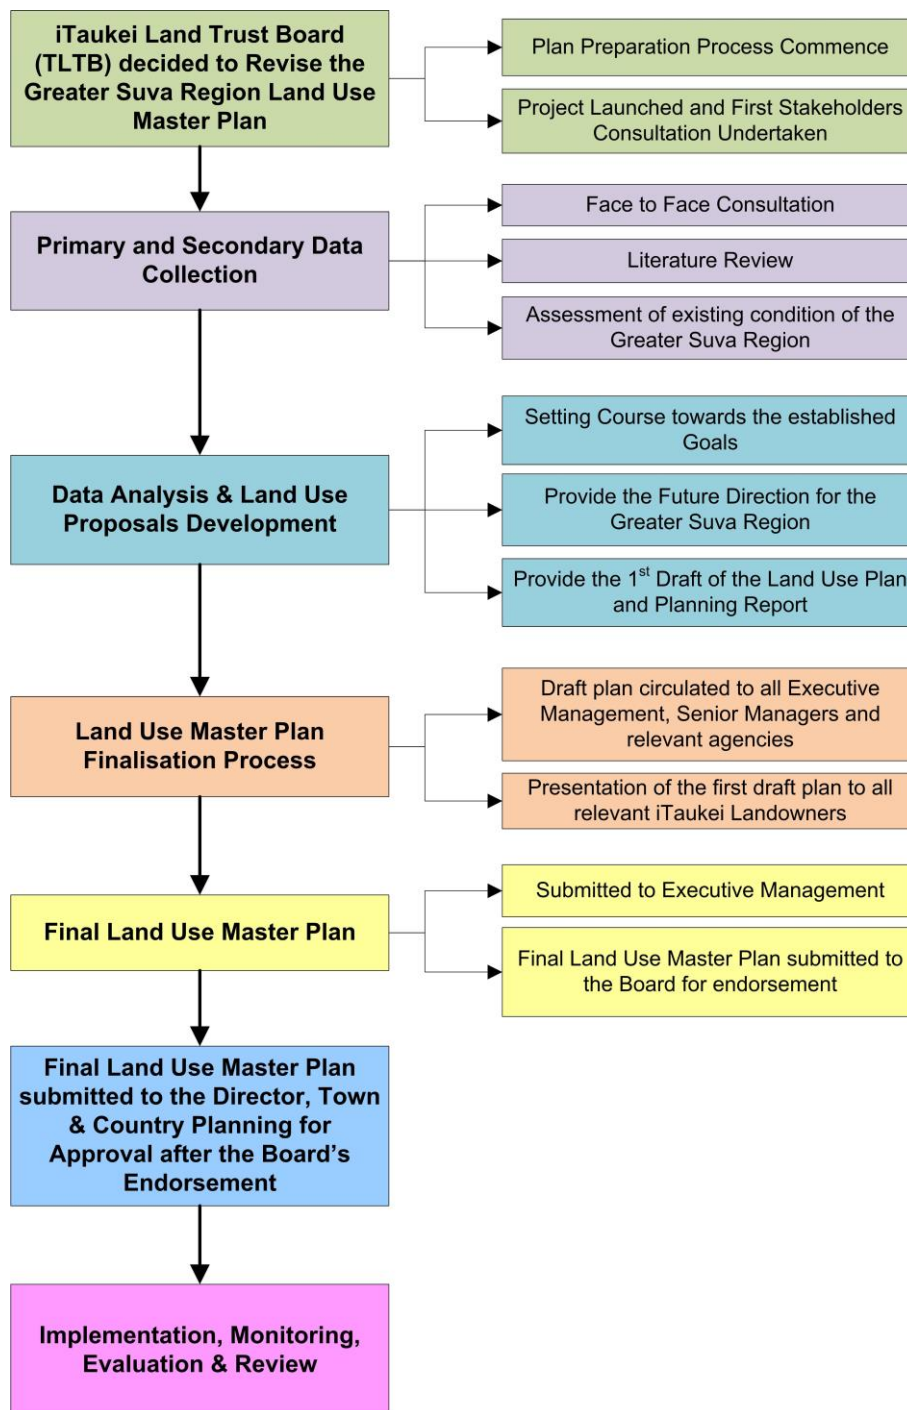 iTaukei Land Trust Board
(TLTB) decided to Revise the
Greater Suva Region Land Use
Master Plan
Plan Preparation Process Commence
Project Launched and First Stakeholders
Consultation Undertaken
Primary and Secondary Data
Collection
Face to Face Consultation
Literature Review
Assessment of existing condition of the
Greater Suva Region
Data Analysis & Land Use
Proposals Development
Setting Course towards the established
Goals
Provide the Future Direction for the
Greater Suva Region
Provide the 1st Draft of the Land Use Plan
and Planning Report
Land Use Master Plan
Finalisation Process
Draft plan circulated to all Executive
Management, Senior Managers and
relevant agencies
Presentation of the first draft plan to all
relevant iTaukei Landowners
Final Land Use Master Plan
Submitted to Executive Management
Final Land Use Master Plan submitted to
the Board for endorsement
Final Land Use Master Plan
submitted to the Director, Town
& Country Planning for
Approval after the Board’s
Endorsement
Implementation, Monitoring,
Evaluation & Review